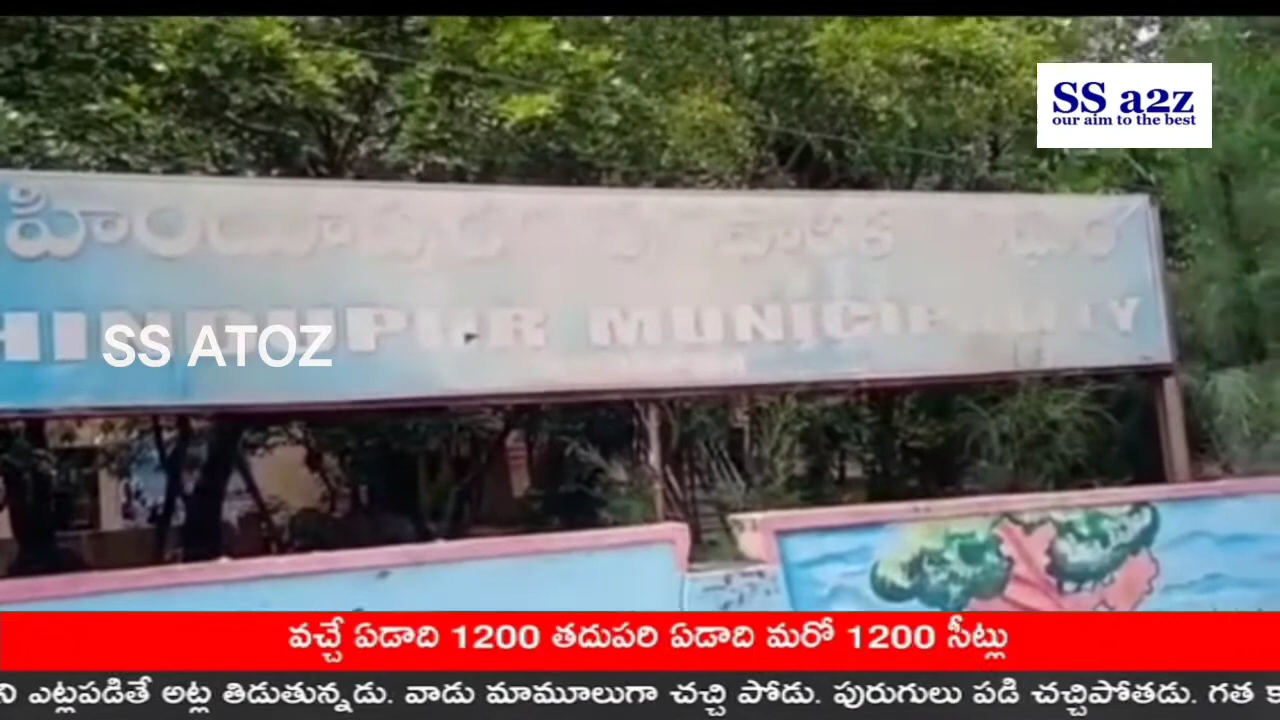 SS a2z
our aim to the best
HINDUPUR MUNICIPALITY
SS ATOZ
వచ్చే ఏడాది 1200 తదుపరి ఏడాది మరో 1200 సీట్లు
ని ఎట్లపడితే అట్ల తిడుతున్నడు. వాడు మామూలుగా చచ్చి పోడు. పురుగులు పడి చచ్చిపోతడు. గత క